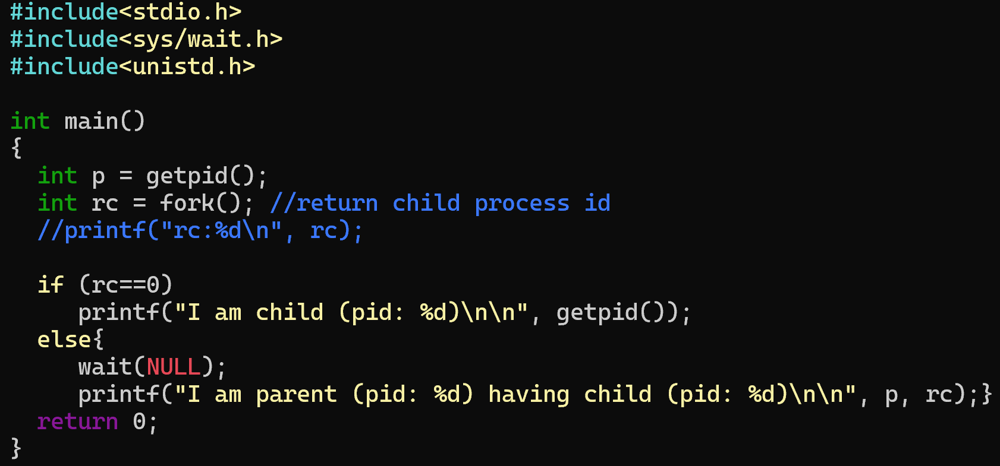 #include<stdio.h>
#include<sys/wait.h>
#include<unistd.h>

int main()
{
  int p = getpid();
  int rc = fork(); //return child process id
  //printf("rc:%d\n", rc);

  if (rc==0)
     printf("I am child (pid: %d)\n\n", getpid());
  else{
     wait(NULL);
     printf("I am parent (pid: %d) having child (pid: %d)\n\n", p, rc);}
  return 0;
}